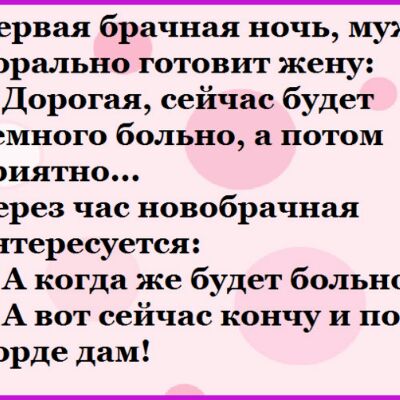 ервая брачная ночь, муж
орально готовит жену:
Дорогая, сейчас будет
емного больно, а потом
риятно...
ерез час новобрачная
нтересуется:
А когда же будет больно
А вот сейчас кончу и по
орде дам!